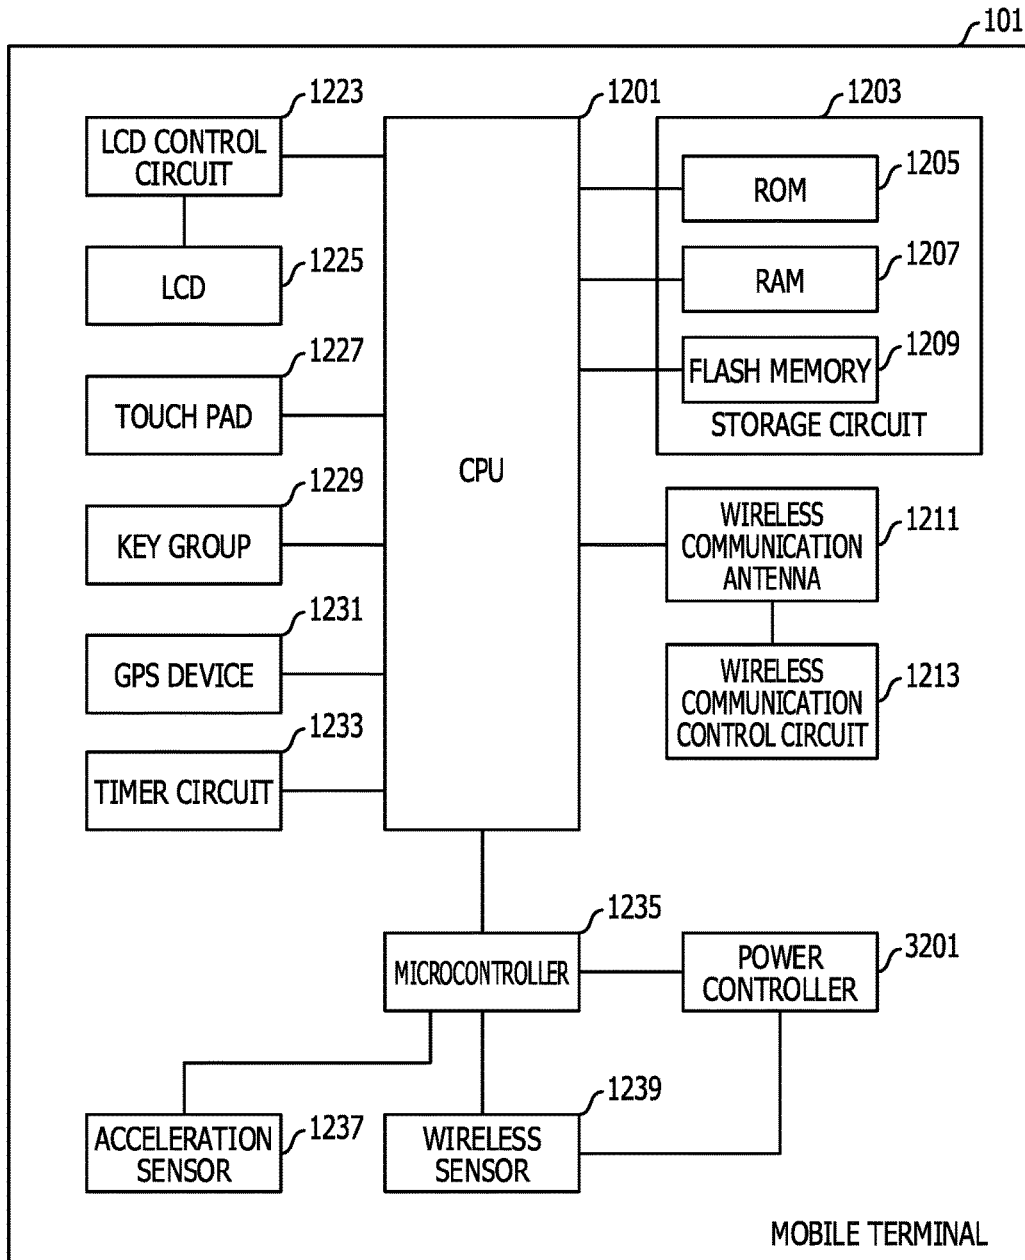 101
1223
1201
1203
LCD CONTROL
CIRCUIT
ROM
1205
LCD
1225
RAM
1207
1227
TOUCH PAD
FLASH MEMORY
1209
STORAGE CIRCUIT
CPU
1229
KEY GROUP
WIRELESS
COMMUNICATION
ANTENNA
1211
1231
GPS DEVICE
WIRELESS
COMMUNICATION
CONTROL CIRCUIT
1213
1233
TIMER CIRCUIT
1235
MICROCONTROLLER
POWER
CONTROLLER
3201
ACCELERATION
SENSOR
1237
WIRELESS
SENSOR
1239
MOBILE TERMINAL